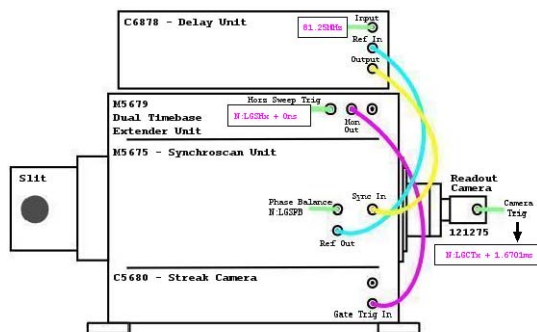 C6878 - Delay Unit
Input
81.25MHz
Ref In
Output
M5679
Dual Timebase
Extender Unit
Horn Sweep Trig
N:LGSHx + 0ns
Mon
Out
M5675 - Synchroscan Unit
Slit
Phase Balance
N:LGSPB
Sync In
Ref Out
Readout
Camera
Camera
Trig
121275
N:LGCTx + 1.6701ms
C5680 - Streak Camera
Gate Trig In